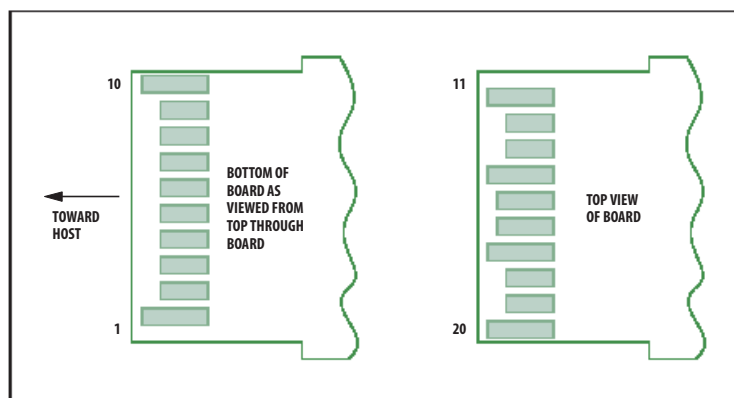 10
BOTTOM OF
BOARD AS
VIEWED FROM
TOP THROUGH
BOARD
TOWARD
HOST
1
11
TOP VIEW
OF BOARD
20